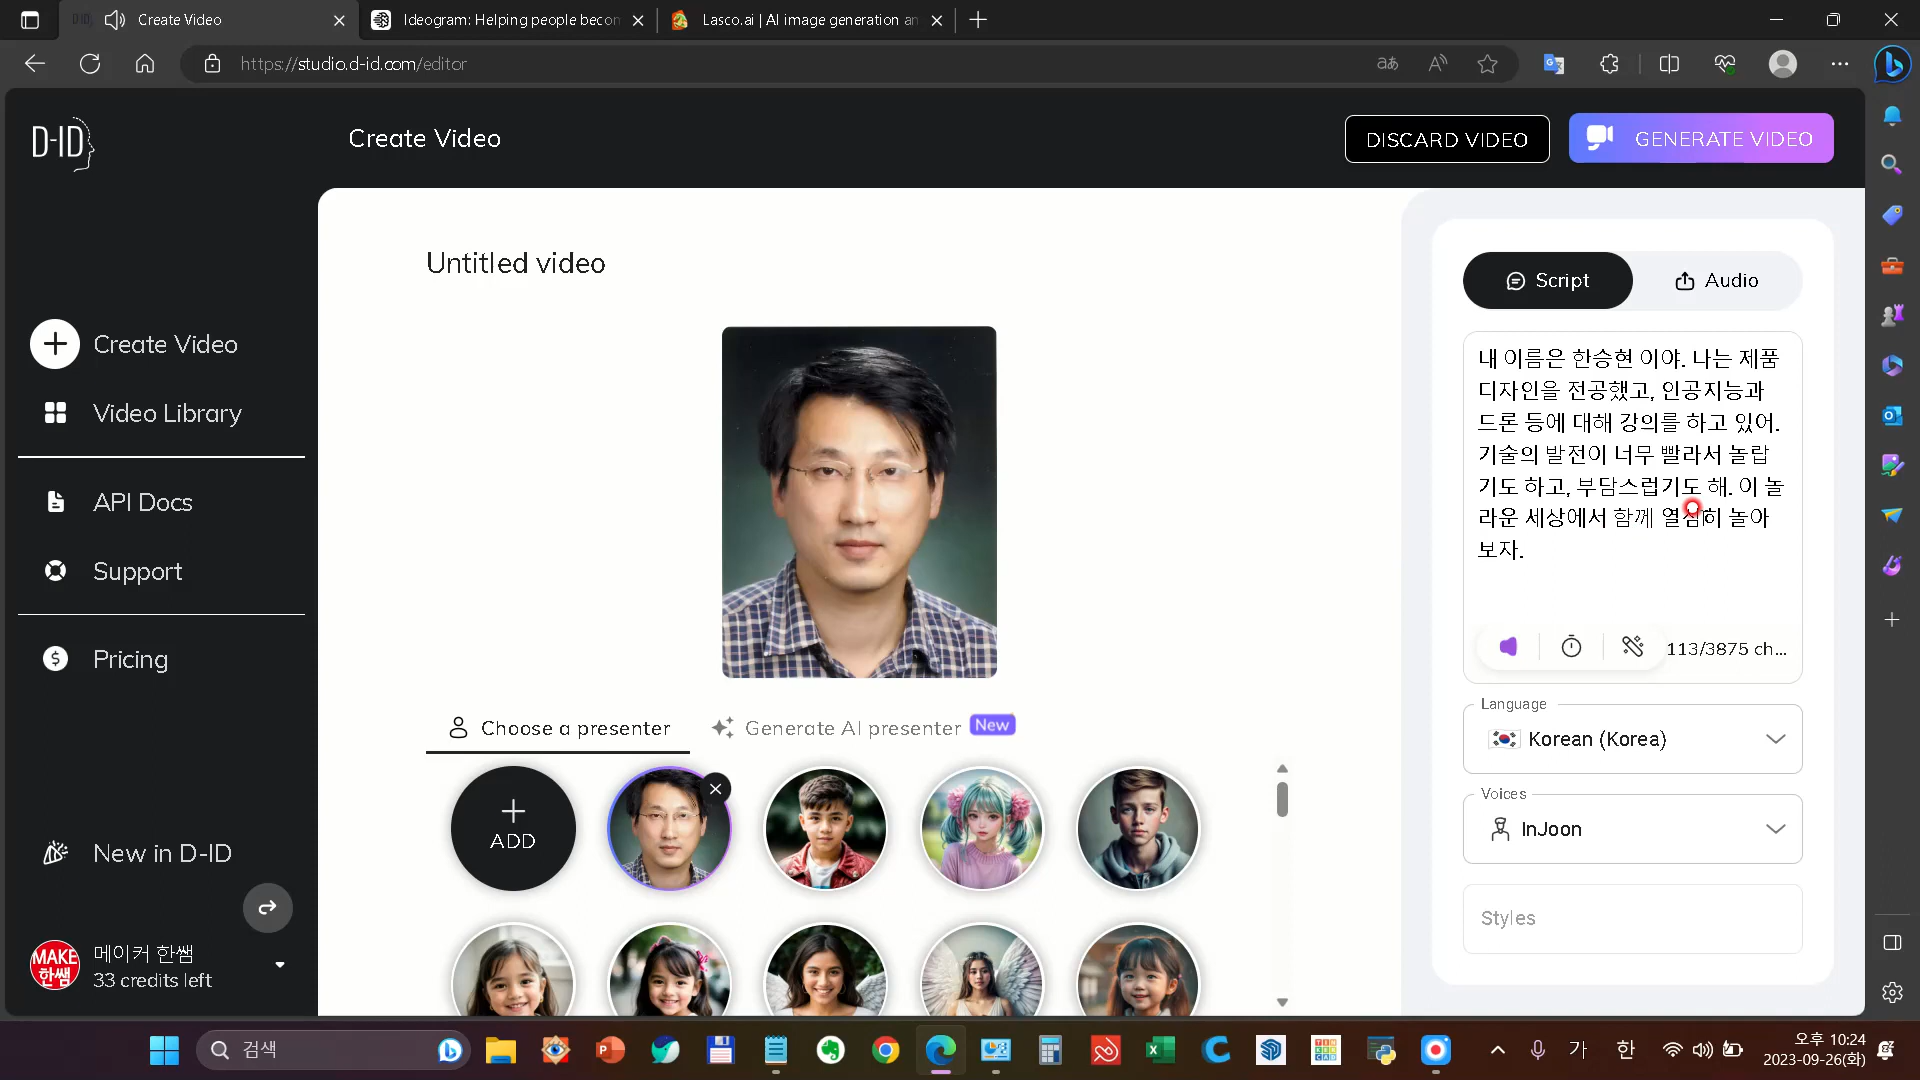 Create Video
Ideogram: Helping people becom
Lasco.ai | AI image generation an
https://studio.d-id.com/editor
D-ID
Create Video
DISCARD VIDEO
GENERATE VIDEO
Untitled video
Create Video
Video Library
API Docs
Support
Pricing
New in D-ID
MAKE
한쌤
메이커 한쌤
33 credits left
Choose a presenter
Generate AI presenter
New
ADD
Script
Audio
내 이름은 한승현 이야. 나는 제품
디자인을 전공했고, 인공지능과
드론 등에 대해 강의를 하고 있어.
기술의 발전이 너무 빨라서 놀랍
기도 하고, 부담스럽기도 해. 이 놀
라운 세상에서 함께 열심히 놀아
보자.
113/3875 ch...
Language
Korean (Korea)
Voices
InJoon
Styles
검색
가
한
오후 10:24
2023-09-26(화)